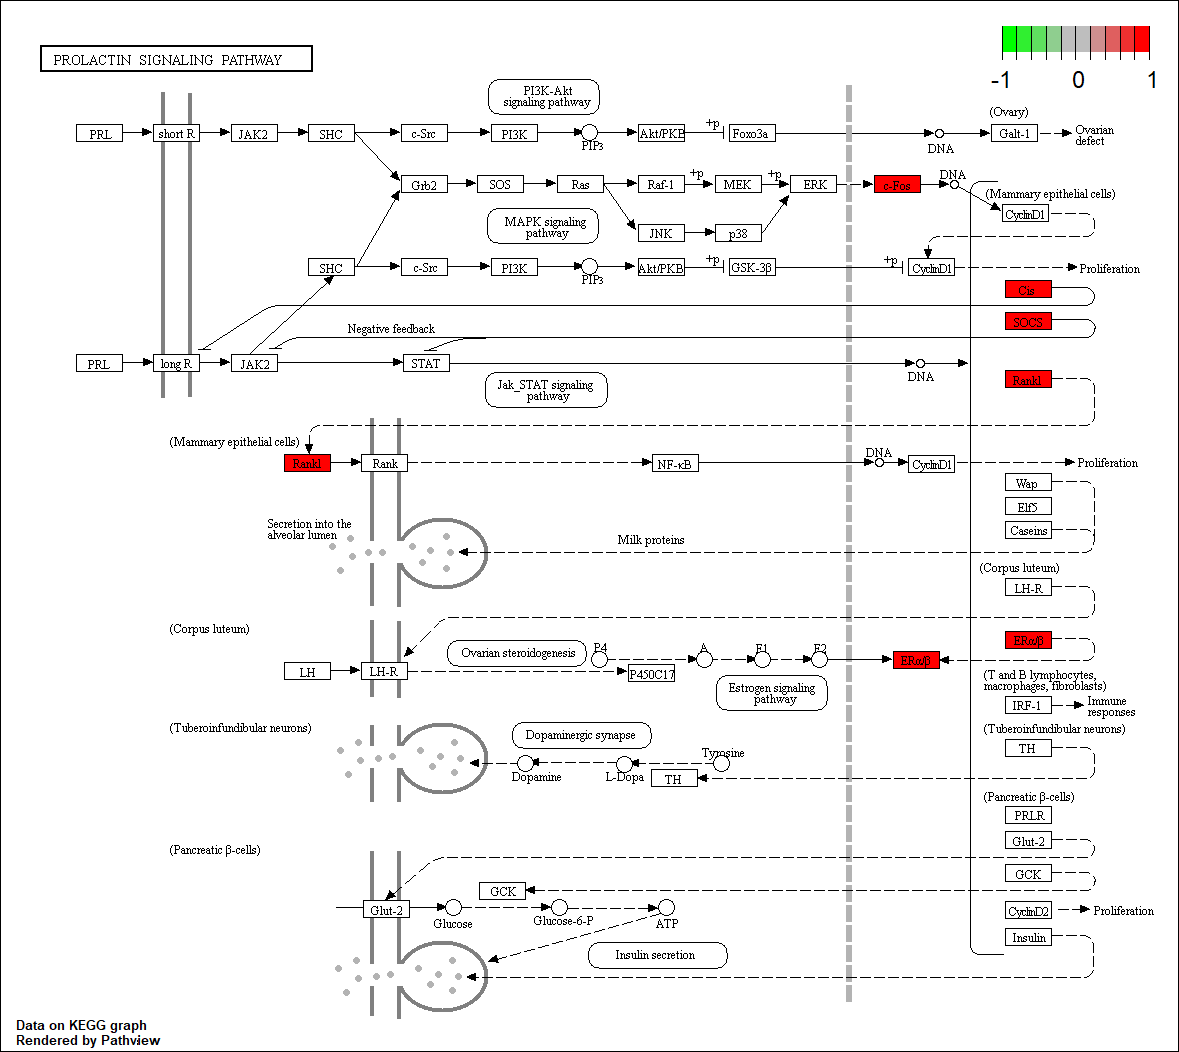 PROLACTIN SIGNALING PATHWAY
-1 0 1
PI3K-Akt
signaling pathway
(Ovary)
PRL short R JAK2 SHC c-Src PI3K PIP3 Akt/PKB +p Foxo3a DNA Galt-1 Ovarian
defect
Grb2 SOS Ras Raf-1 +p MEK +p ERK c-Fos DNA
(Mammary epithelial cells)
CyclinD1
MAPK signaling
pathway
JNK p38
SHC c-Src PI3K PIP3 Akt/PKB +p GSK-3β +p CyclinD1 Proliferation
Cis
SOCS
Negative feedback
PRL long R JAK2 STAT DNA
Jak_STAT signaling
pathway
Rankl
(Mammary epithelial cells)
Rankl Rank NF-κB DNA CyclinD1 Proliferation
Wap
Elf5
Caseins
Secretion into the
alveolar lumen
Milk proteins
(Corpus luteum)
LH-R
(Corpus luteum)
ERα/β
Ovarian steroidogenesis P4 A E1 E2 ERα/β
LH LH-R P450C17
Estrogen signaling
pathway
(T and B lymphocytes,
macrophages, fibroblasts)
IRF-1 Immune
responses
(Tuberoinfundibular neurons)
(Tuberoinfundibular neurons)
TH
Dopaminergic synapse
Dopamine L-Dopa Tyrosine
TH
(Pancreatic β-cells)
PRLR
Glut-2
(Pancreatic β-cells)
GCK
GCK
Glut-2 Glucose Glucose-6-P ATP
CyclinD2 Proliferation
Insulin
Insulin secretion
Data on KEGG graph
Rendered by Pathview